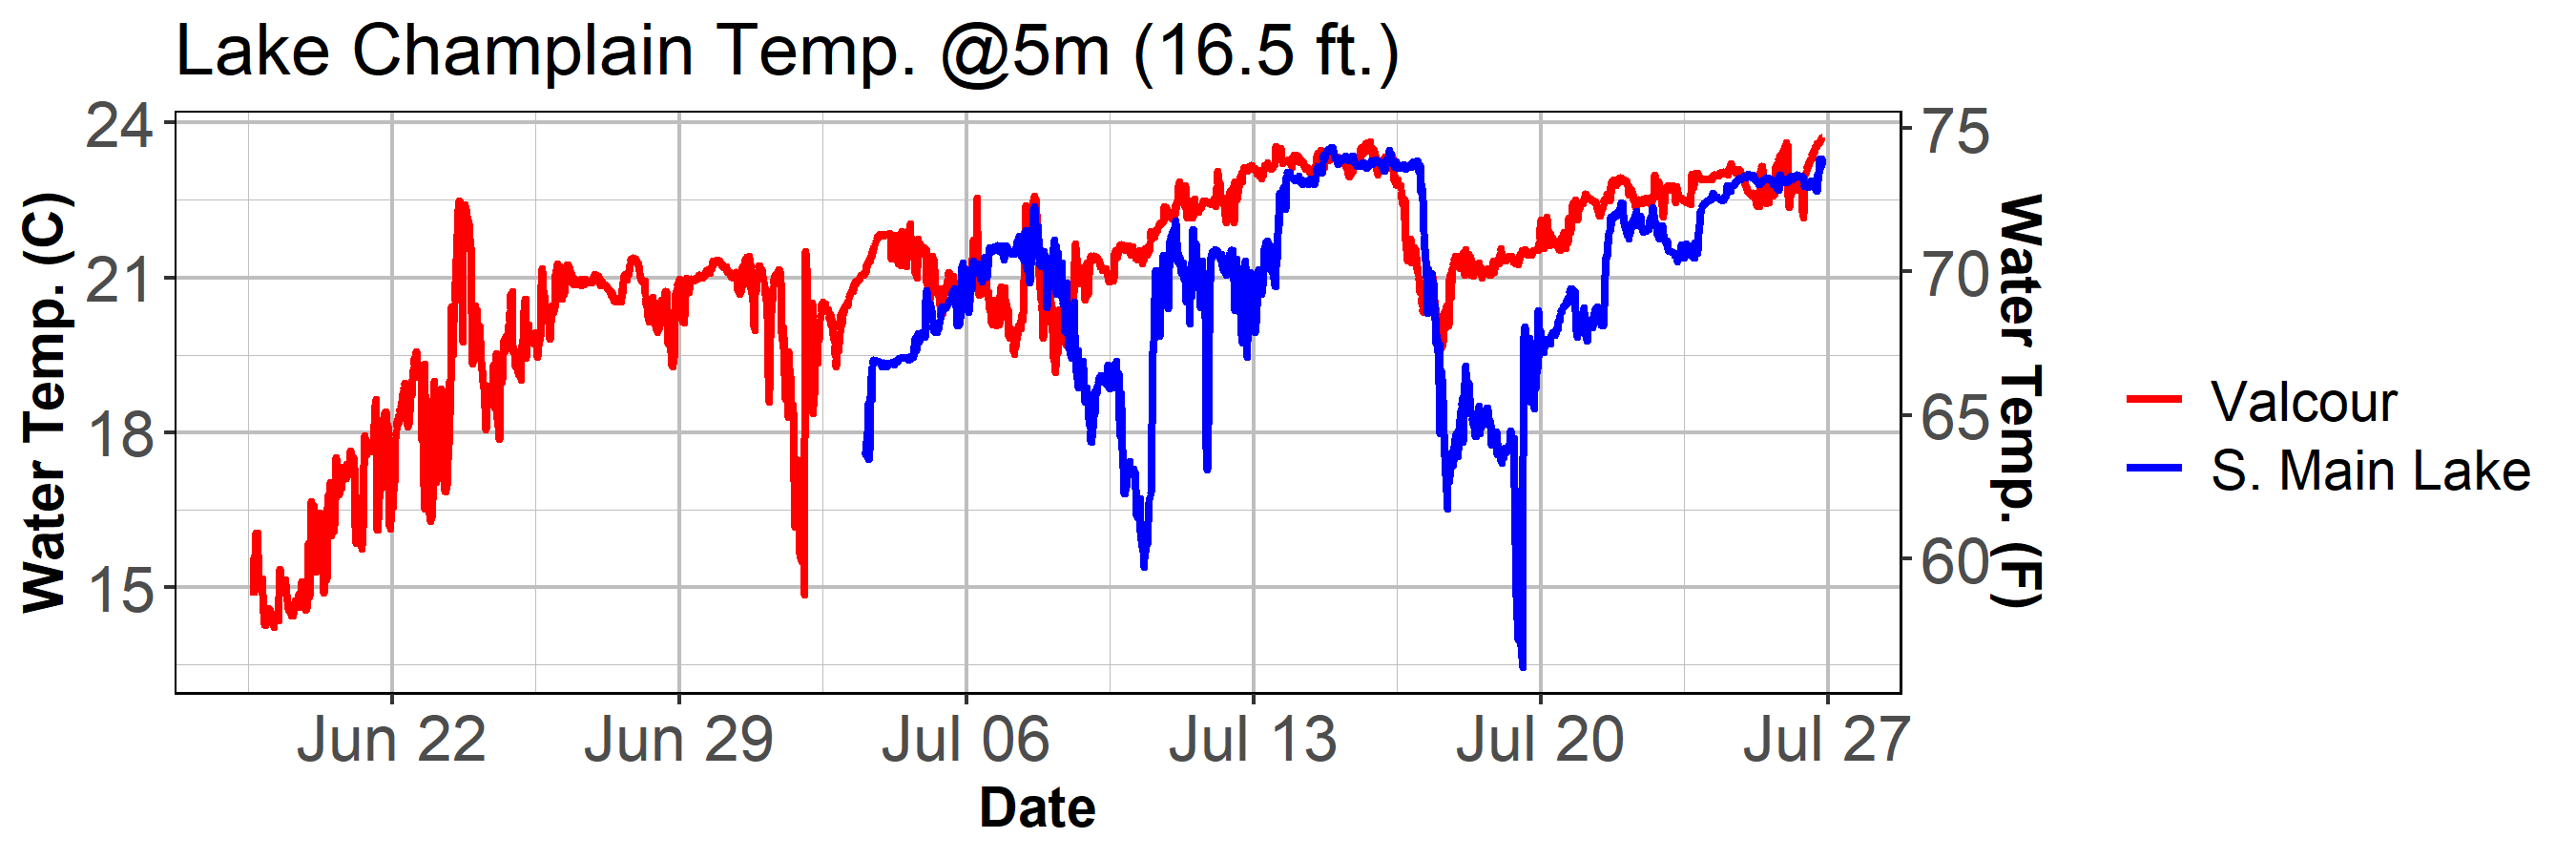 Lake Champlain Temp. @5m (16.5 ft.)
Water Temp. (C)
24
21
18
15
75
70
65
60
Water Temp. (F)
Jun 22
Jun 29
Jul 06
Jul 13
Jul 20
Jul 27
Date
Valcour
S. Main Lake